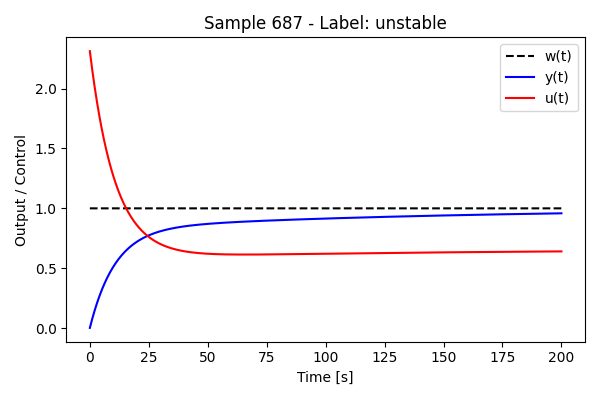 Sample 687 - Label: unstable
w(t)
y(t)
u(t)
Output / Control
2.0
1.5
1.0
0.5
0.0
0 25 50 75 100 125 150 175 200
Time [s]